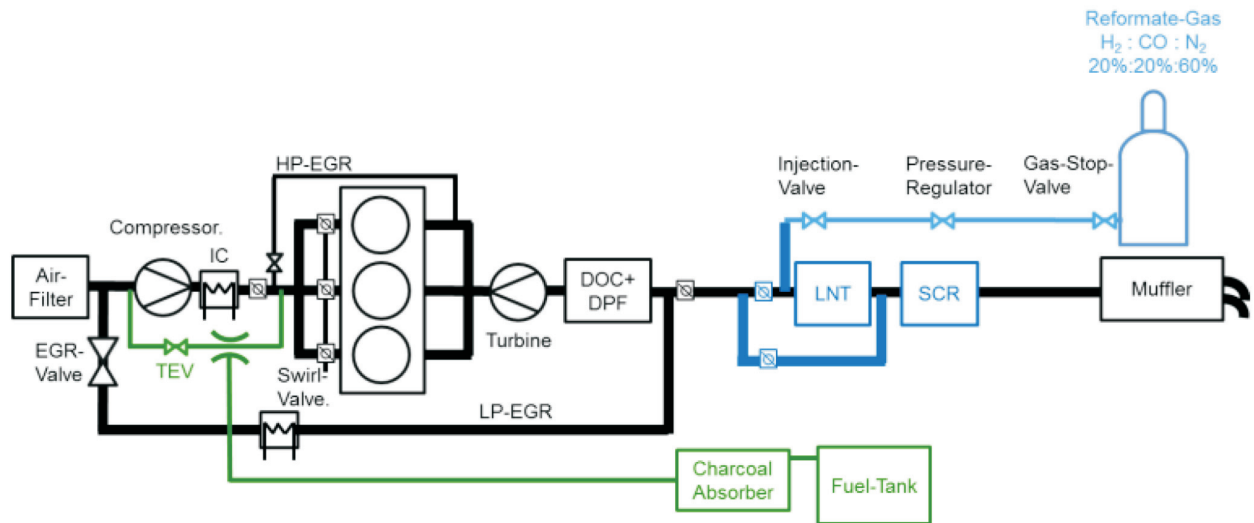 Reformate-Gas
H₂ : CO : N₂
20%:20%:60%
HP-EGR
Injection-
Valve
Pressure-
Regulator
Gas-Stop-
Valve
Compressor.
IC
Air-
Filter
DOC+
DPF
LNT
SCR
Muffler
Turbine
EGR-
Valve
TEV
Swirl-
Valve.
LP-EGR
Charcoal
Absorber
Fuel-Tank